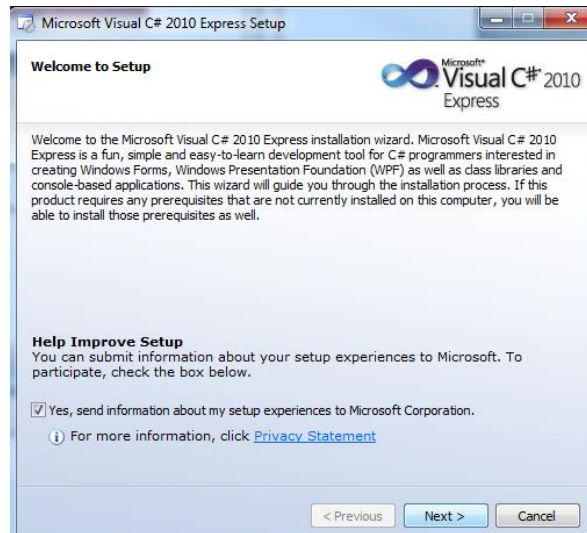 Microsoft Visual C# 2010 Express Setup
Welcome to Setup
Microsoft®
Visual C#® 2010
Express
Welcome to the Microsoft Visual C# 2010 Express installation wizard. Microsoft Visual C# 2010
Express is a fun, simple and easy-to-learn development tool for C# programmers interested in
creating Windows Forms, Windows Presentation Foundation (WPF) as well as class libraries and
console-based applications. This wizard will guide you through the installation process. If this
product requires any prerequisites that are not currently installed on this computer, you will be
able to install those prerequisites as well.
Help Improve Setup
You can submit information about your setup experiences to Microsoft. To
participate, check the box below.
Yes, send information about my setup experiences to Microsoft Corporation.
For more information, click Privacy Statement
< Previous
Next >
Cancel